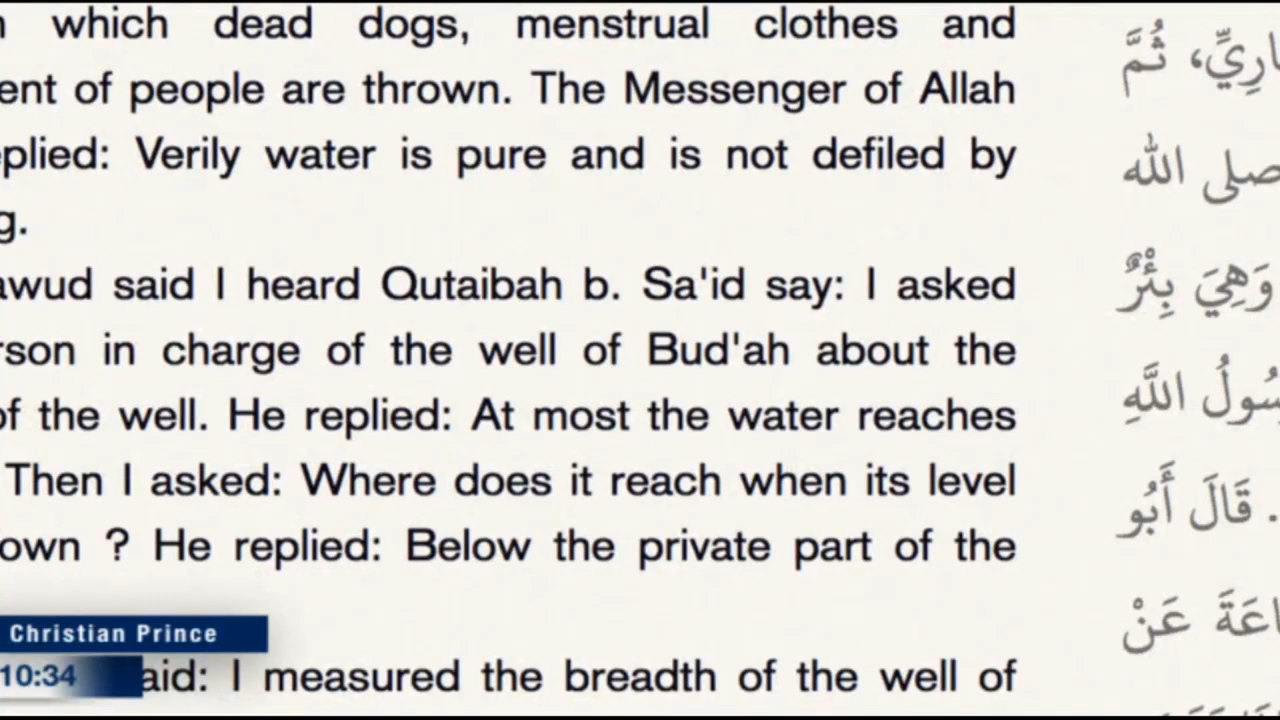 which dead dogs, menstrual clothes and
ent of people are thrown. The Messenger of Allah
eplied: Verily water is pure and is not defiled by
g.
awud said I heard Qutaibah b. Sa'id say: I asked
rson in charge of the well of Bud'ah about the
of the well. He replied: At most the water reaches
Then I asked: Where does it reach when its level
own ? He replied: Below the private part of the
aid: I measured the breadth of the well of
ارِيِّ، ثُمَّ
صلى الله
وَهِيَ بِئْرٌ
سُولُ اللَّهِ
. قَالَ أَبُو
اعَةَ عَنْ
Christian Prince
10:34